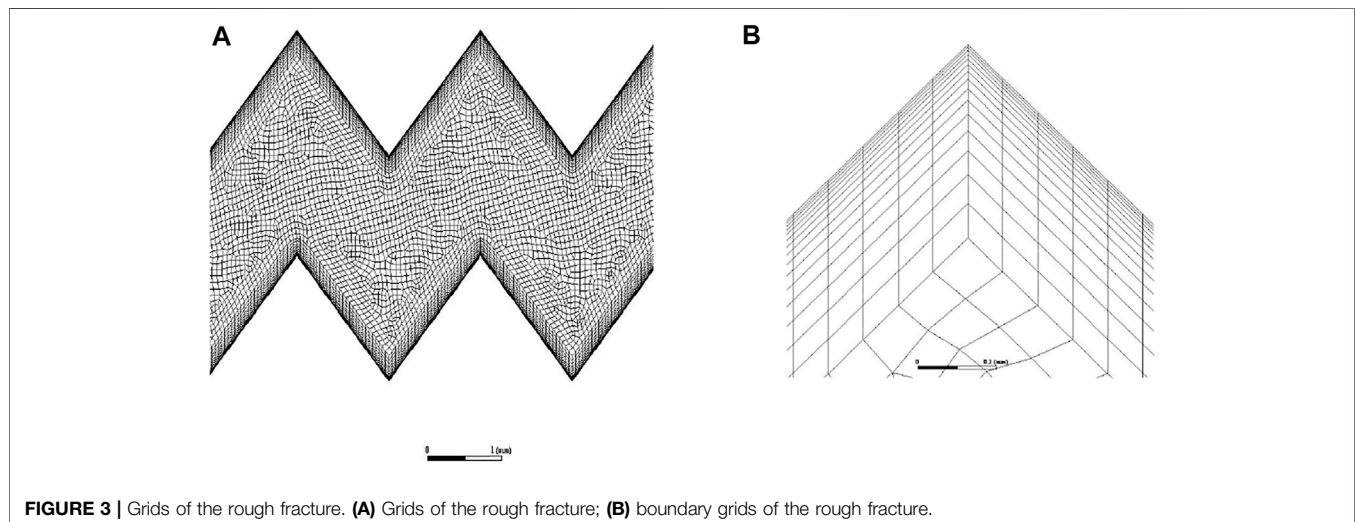 A
B
0 1 (mm)
0 0.1 (mm)
FIGURE 3 | Grids of the rough fracture. (A) Grids of the rough fracture; (B) boundary grids of the rough fracture.